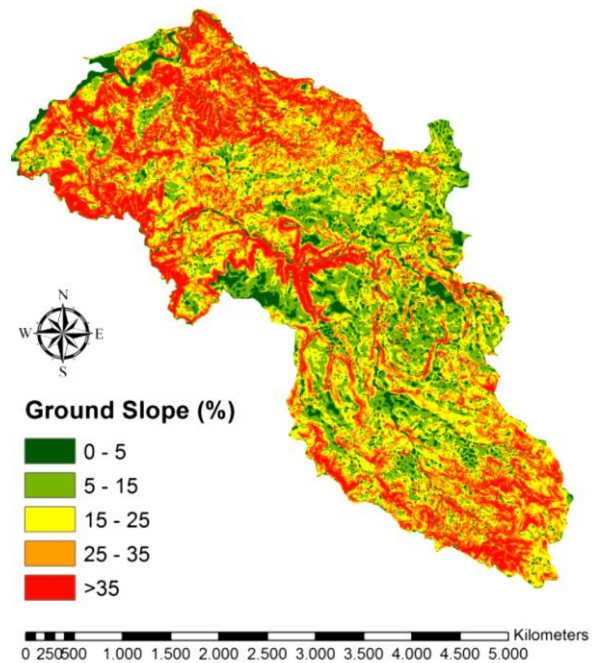 N
W E
S
Ground Slope (%)
0 - 5
5 - 15
15 - 25
25 - 35
>35
Kilometers
0 250500 1.000 1.500 2.000 2.500 3.000 3.500 4.000 4.500 5.000